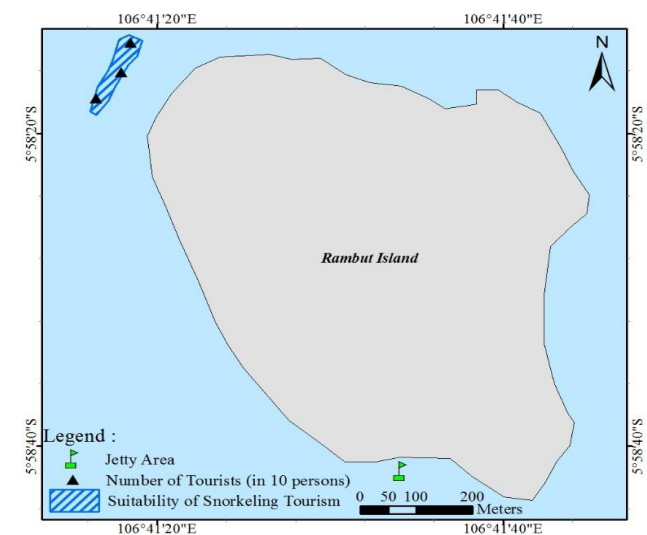 106°41'20"E 106°41'40"E
N
5°58'20"S 5°58'20"S
Rambut Island
5°58'40"S 5°58'40"S
Legend :
Jetty Area
Number of Tourists (in 10 persons)
Suitability of Snorkeling Tourism
0 50 100 200
Meters
106°41'20"E 106°41'40"E